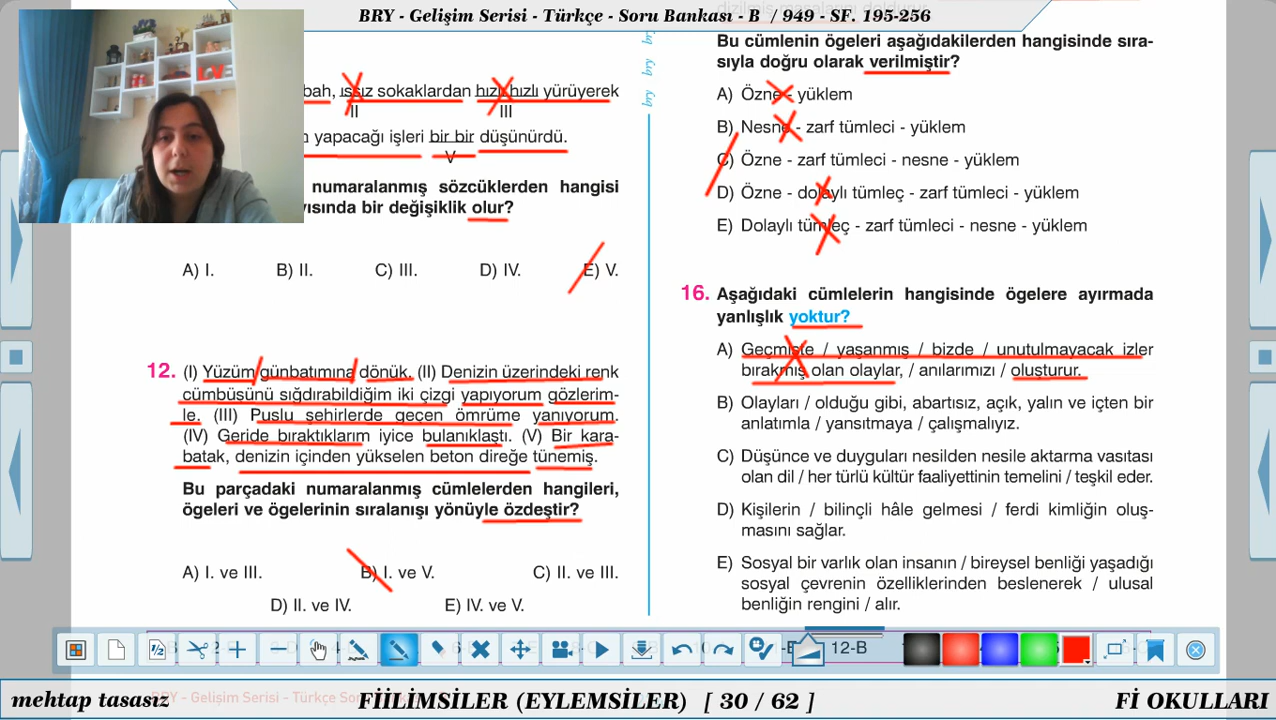 BRY - Gelişim Serisi - Türkçe - Soru Bankası - B / 949 - SF. 195-256
bah, ıssız sokaklardan hızlı hızlı yürüyerek
II III
yapacağı işleri bir bir düşünürdü.
V
numaralanmış sözcüklerden hangisi
bir değişiklik olur?
A) I. B) II. C) III. D) IV. E) V.
12. (I) Yüzüm günbatımına dönük. (II) Denizin üzerindeki renk
cümbüşünü sığdırabildiğim iki çizgi yapıyorum gözlerim-
le. (III) Puslu şehirlerde geçen ömrüme yanıyorum.
(IV) Geride bıraktıklarım iyice bulanıklaştı. (V) Bir kara-
batak, denizin içinden yükselen beton direğe tünemiş.
Bu parçadaki numaralanmış cümlelerden hangileri,
ögeleri ve ögelerinin sıralanışı yönüyle özdeştir?
A) I. ve III. B) I. ve V. C) II. ve III.
D) II. ve IV. E) IV. ve V.
bry bry bry
Bu cümlenin ögeleri aşağıdakilerden hangisinde sıra-
sıyla doğru olarak verilmiştir?
A) Özne - yüklem
B) Nesne - zarf tümleci - yüklem
C) Özne - zarf tümleci - nesne - yüklem
D) Özne - dolaylı tümleç - zarf tümleci - yüklem
E) Dolaylı tümleç - zarf tümleci - nesne - yüklem
16. Aşağıdaki cümlelerin hangisinde ögelere ayırmada
yanlışlık yoktur?
A) Geçmişte / yaşanmış / bizde / unutulmayacak izler
bırakmış olan olaylar, / anılarımızı / oluşturur.
B) Olayları / olduğu gibi, abartısız, açık, yalın ve içten bir
anlatımla / yansıtmaya / çalışmalıyız.
C) Düşünce ve duyguları nesilden nesile aktarma vasıtası
olan dil / her türlü kültür faaliyettinin temelini / teşkil eder.
D) Kişilerin / bilinçli hâle gelmesi / ferdi kimliğin oluş-
masını sağlar.
E) Sosyal bir varlık olan insanın / bireysel benliği yaşadığı
sosyal çevrenin özelliklerinden beslenerek / ulusal
benliğin rengini / alır.
12-B
mehtap tasasız
BRY - Gelişim Serisi - Türkçe So
FİİLİMSİLER (EYLEMSİLER) [ 30 / 62 ]
Fİ OKULLARI